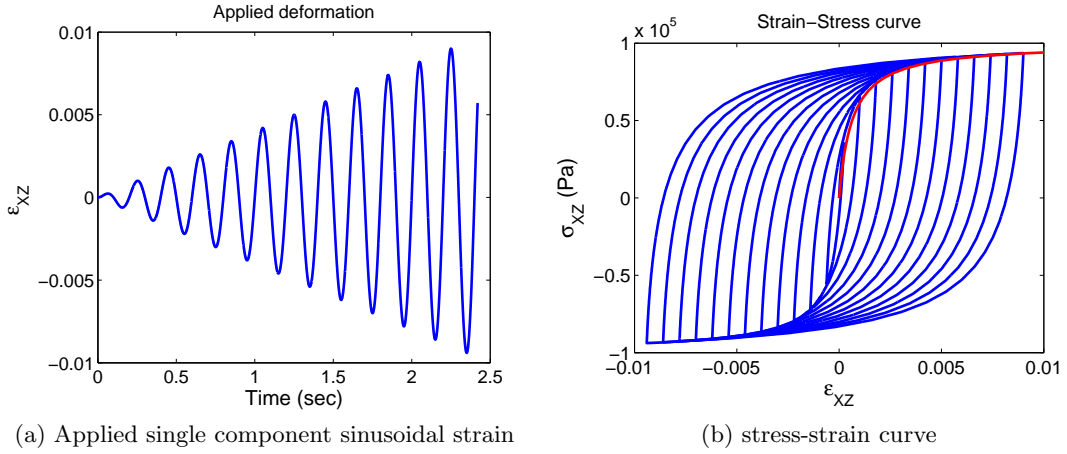 Applied deformation
0.01
0.005
0
−0.005
−0.01
ε_XZ
0 0.5 1 1.5 2 2.5
Time (sec)
(a) Applied single component sinusoidal strain
Strain−Stress curve
x 10^5
1
0.5
0
−0.5
−1
σ_XZ (Pa)
−0.01 −0.005 0 0.005 0.01
ε_XZ
(b) stress-strain curve